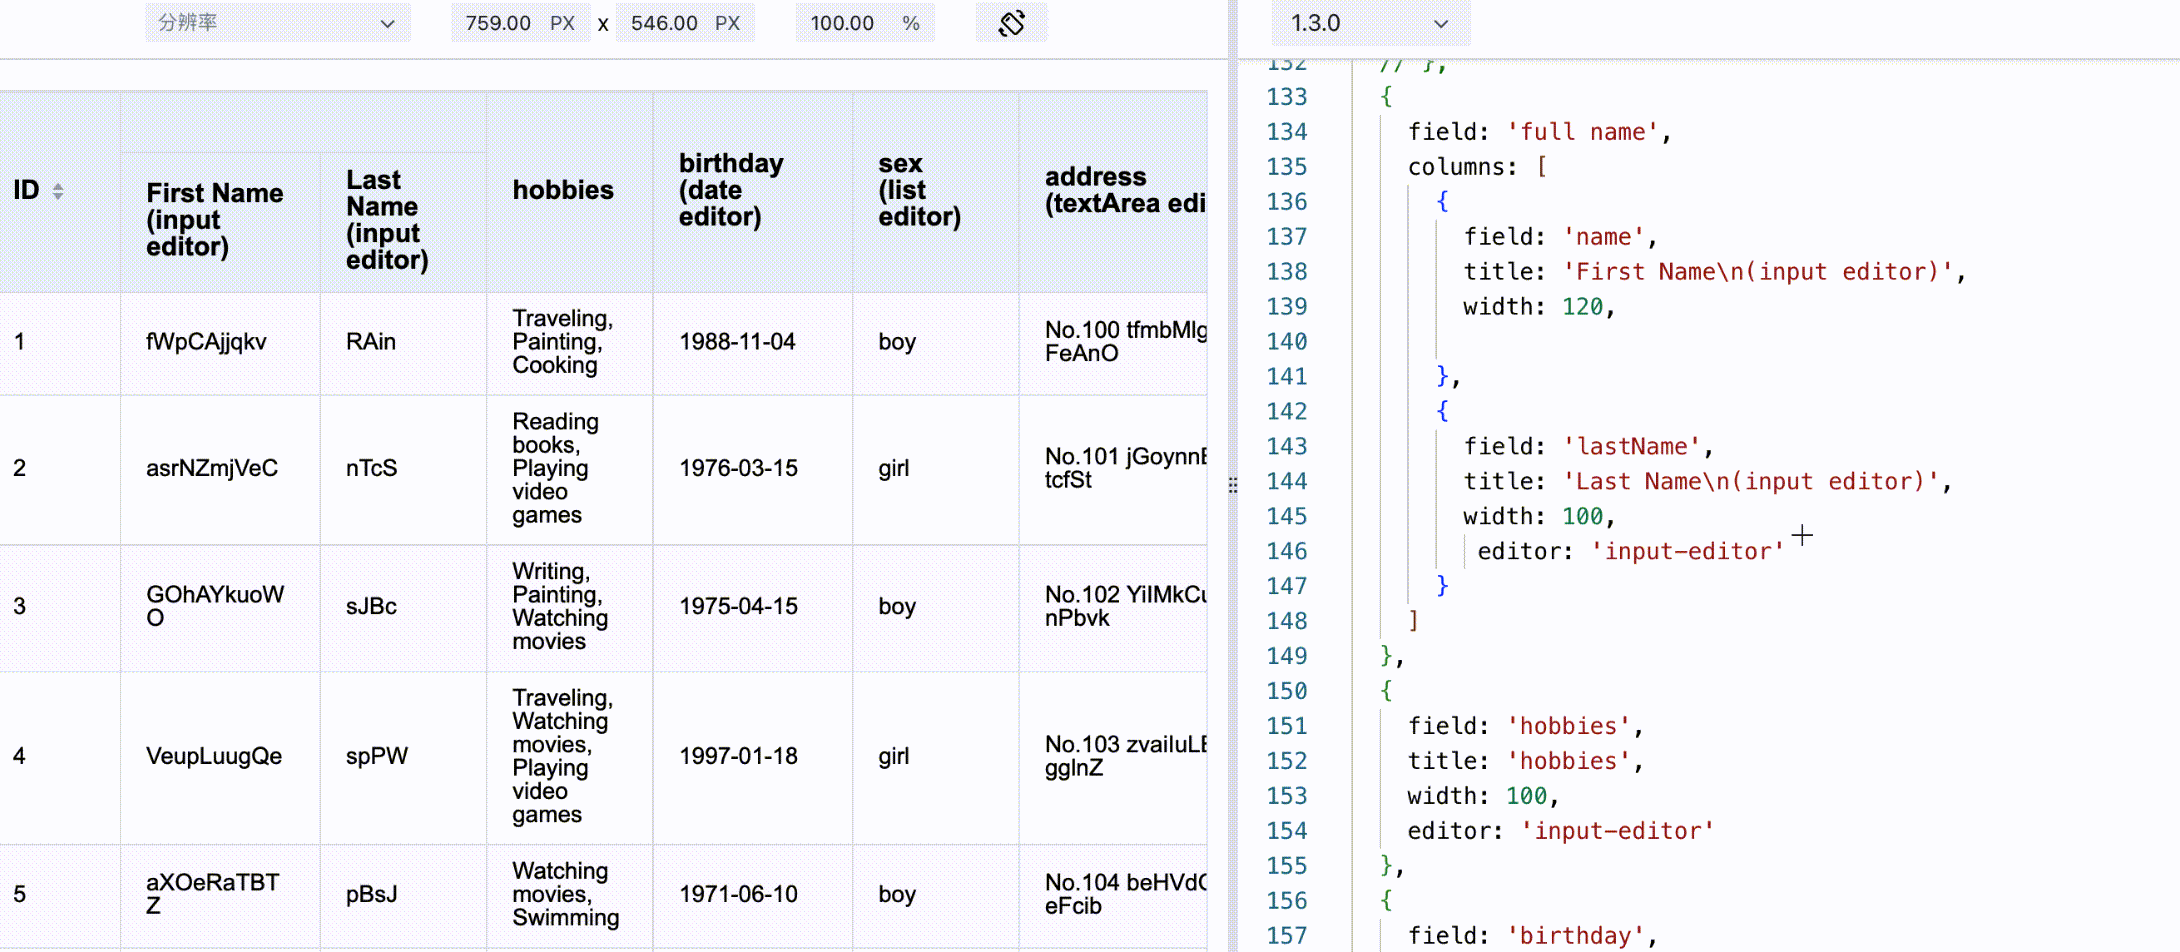 分辨率
759.00 PX x 546.00 PX
100.00 %
1.3.0
ID
First Name
(input
editor)
Last
Name
(input
editor)
hobbies
birthday
(date
editor)
sex
(list
editor)
address
(textArea edi
1
fWpCAjjqkv
RAin
Traveling,
Painting,
Cooking
1988-11-04
boy
No.100 tfmbMlg
FeAnO
2
asrNZmjVeC
nTcS
Reading
books,
Playing
video
games
1976-03-15
girl
No.101 jGoynn
tcfSt
3
GOhAYkuoW
O
sJBc
Writing,
Painting,
Watching
movies
1975-04-15
boy
No.102 YiIMkCu
nPbvk
4
VeupLuugQe
spPW
Traveling,
Watching
movies,
Playing
video
games
1997-01-18
girl
No.103 zvailuL
ggInZ
5
aXOeRaTBT
Z
pBsJ
Watching
movies,
Swimming
1971-06-10
boy
No.104 beHVd
eFcib
132 // },
133 {
134 field: 'full name',
135 columns: [
136 {
137 field: 'name',
138 title: 'First Name\n(input editor)',
139 width: 120,
140
141 },
142 {
143 field: 'lastName',
144 title: 'Last Name\n(input editor)',
145 width: 100,
146 editor: 'input-editor'
147 }
148 ]
149 },
150 {
151 field: 'hobbies',
152 title: 'hobbies',
153 width: 100,
154 editor: 'input-editor'
155 },
156 {
157 field: 'birthday',